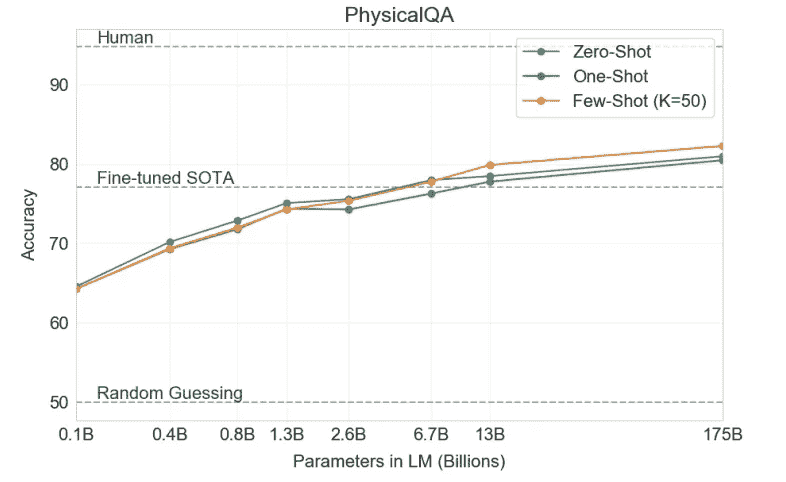 PhysicalQA
Human
Zero-Shot
One-Shot
Few-Shot (K=50)
90
80
Fine-tuned SOTA
70
Accuracy
60
Random Guessing
50
0.1B 0.4B 0.8B 1.3B 2.6B 6.7B 13B 175B
Parameters in LM (Billions)